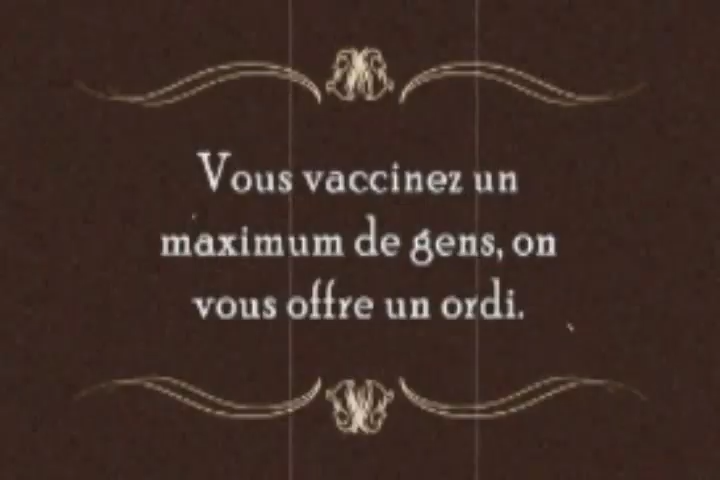 Vous vaccinez un
maximum de gens, on
vous offre un ordi.